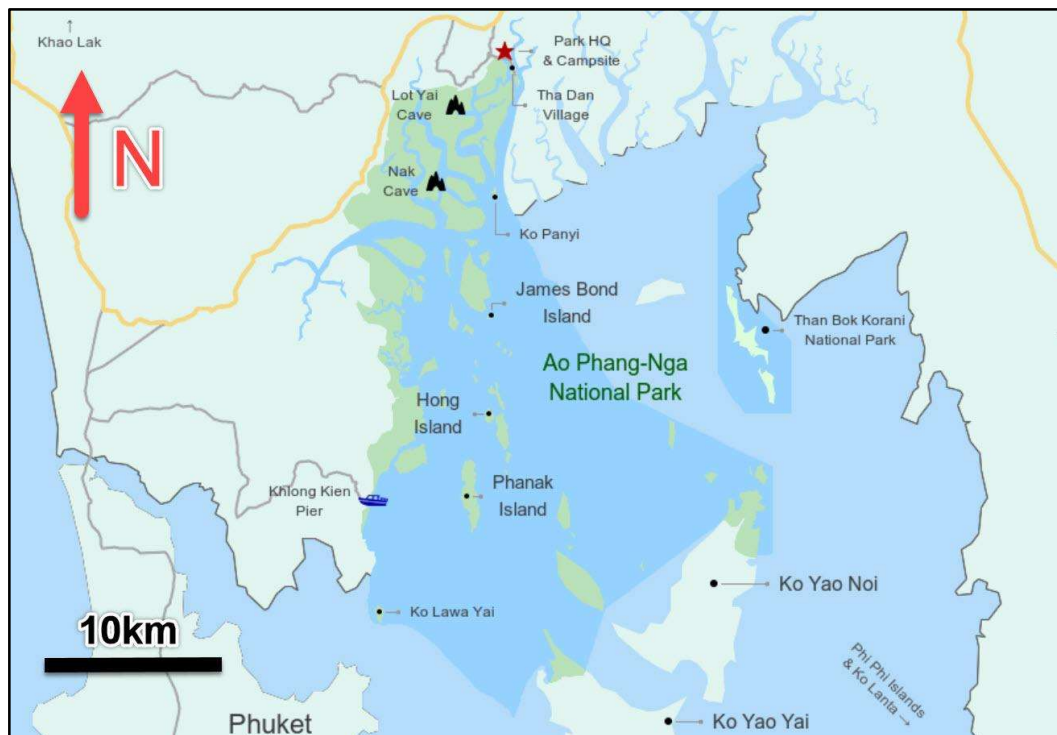 Khao Lak
N
Park HQ
& Campsite
Lot Yai
Cave
Tha Dan
Village
Nak
Cave
Ko Panyi
James Bond
Island
Than Bok Korani
National Park
Ao Phang-Nga
National Park
Hong
Island
Khlong Kien
Pier
Phanak
Island
Ko Yao Noi
Ko Lawa Yai
10km
Phi Phi Islands
& Ko Lanta
Phuket
Ko Yao Yai